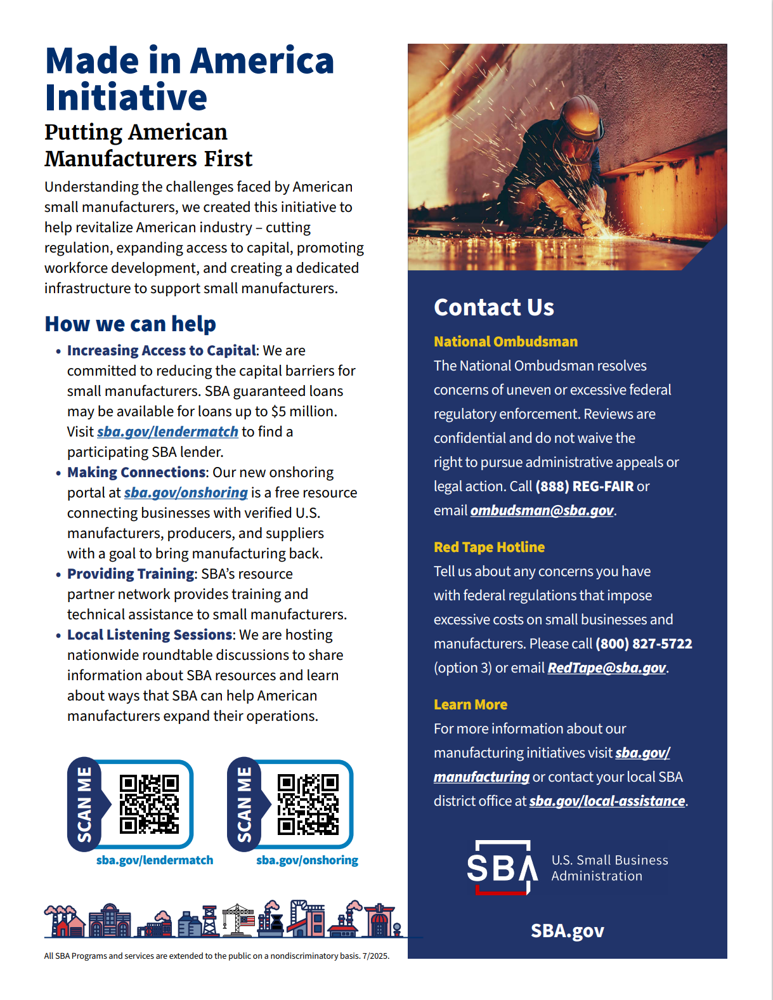 Made in America
Initiative
Putting American
Manufacturers First
Understanding the challenges faced by American
small manufacturers, we created this initiative to
help revitalize American industry – cutting
regulation, expanding access to capital, promoting
workforce development, and creating a dedicated
infrastructure to support small manufacturers.
How we can help
• Increasing Access to Capital: We are
committed to reducing the capital barriers for
small manufacturers. SBA guaranteed loans
may be available for loans up to $5 million.
Visit sba.gov/lendermatch to find a
participating SBA lender.
• Making Connections: Our new onshoring
portal at sba.gov/onshoring is a free resource
connecting businesses with verified U.S.
manufacturers, producers, and suppliers
with a goal to bring manufacturing back.
• Providing Training: SBA’s resource
partner network provides training and
technical assistance to small manufacturers.
• Local Listening Sessions: We are hosting
nationwide roundtable discussions to share
information about SBA resources and learn
about ways that SBA can help American
manufacturers expand their operations.
SCAN ME
sba.gov/lendermatch
SCAN ME
sba.gov/onshoring
All SBA Programs and services are extended to the public on a nondiscriminatory basis. 7/2025.
Contact Us
National Ombudsman
The National Ombudsman resolves
concerns of uneven or excessive federal
regulatory enforcement. Reviews are
confidential and do not waive the
right to pursue administrative appeals or
legal action. Call (888) REG-FAIR or
email ombudsman@sba.gov.
Red Tape Hotline
Tell us about any concerns you have
with federal regulations that impose
excessive costs on small businesses and
manufacturers. Please call (800) 827-5722
(option 3) or email RedTape@sba.gov.
Learn More
For more information about our
manufacturing initiatives visit sba.gov/
manufacturing or contact your local SBA
district office at sba.gov/local-assistance.
SBA
U.S. Small Business
Administration
SBA.gov